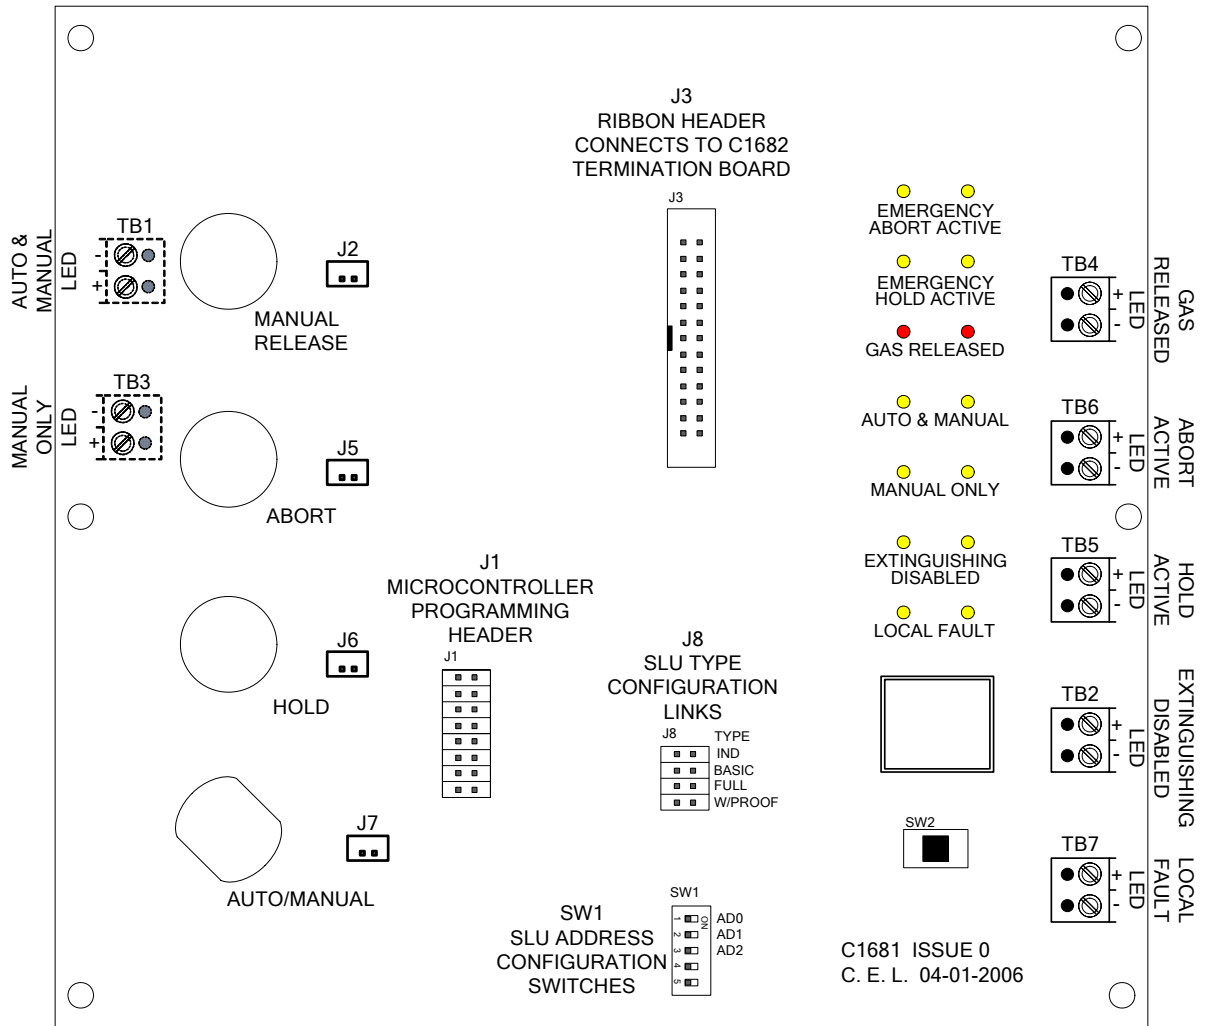 J3
RIBBON HEADER
CONNECTS TO C1682
TERMINATION BOARD
J3
EMERGENCY
ABORT ACTIVE
EMERGENCY
HOLD ACTIVE
GAS RELEASED
AUTO & MANUAL
MANUAL ONLY
EXTINGUISHING
DISABLED
LOCAL FAULT
AUTO &
MANUAL
LED
TB1
-
+
J2
MANUAL
RELEASE
MANUAL
ONLY
LED
TB3
-
+
J5
ABORT
J6
HOLD
J7
AUTO/MANUAL
J1
MICROCONTROLLER
PROGRAMMING
HEADER
J1
J8
SLU TYPE
CONFIGURATION
LINKS
J8
TYPE
IND
BASIC
FULL
W/PROOF
SW2
SW1
SLU ADDRESS
CONFIGURATION
SWITCHES
SW1
1 2 3 4 5
ON
AD0
AD1
AD2
C1681 ISSUE 0
C. E. L. 04-01-2006
TB4
+
-
LED
GAS
RELEASED
TB6
+
-
LED
ABORT
ACTIVE
TB5
+
-
LED
HOLD
ACTIVE
TB2
+
-
LED
EXTINGUISHING
DISABLED
TB7
+
-
LED
LOCAL
FAULT